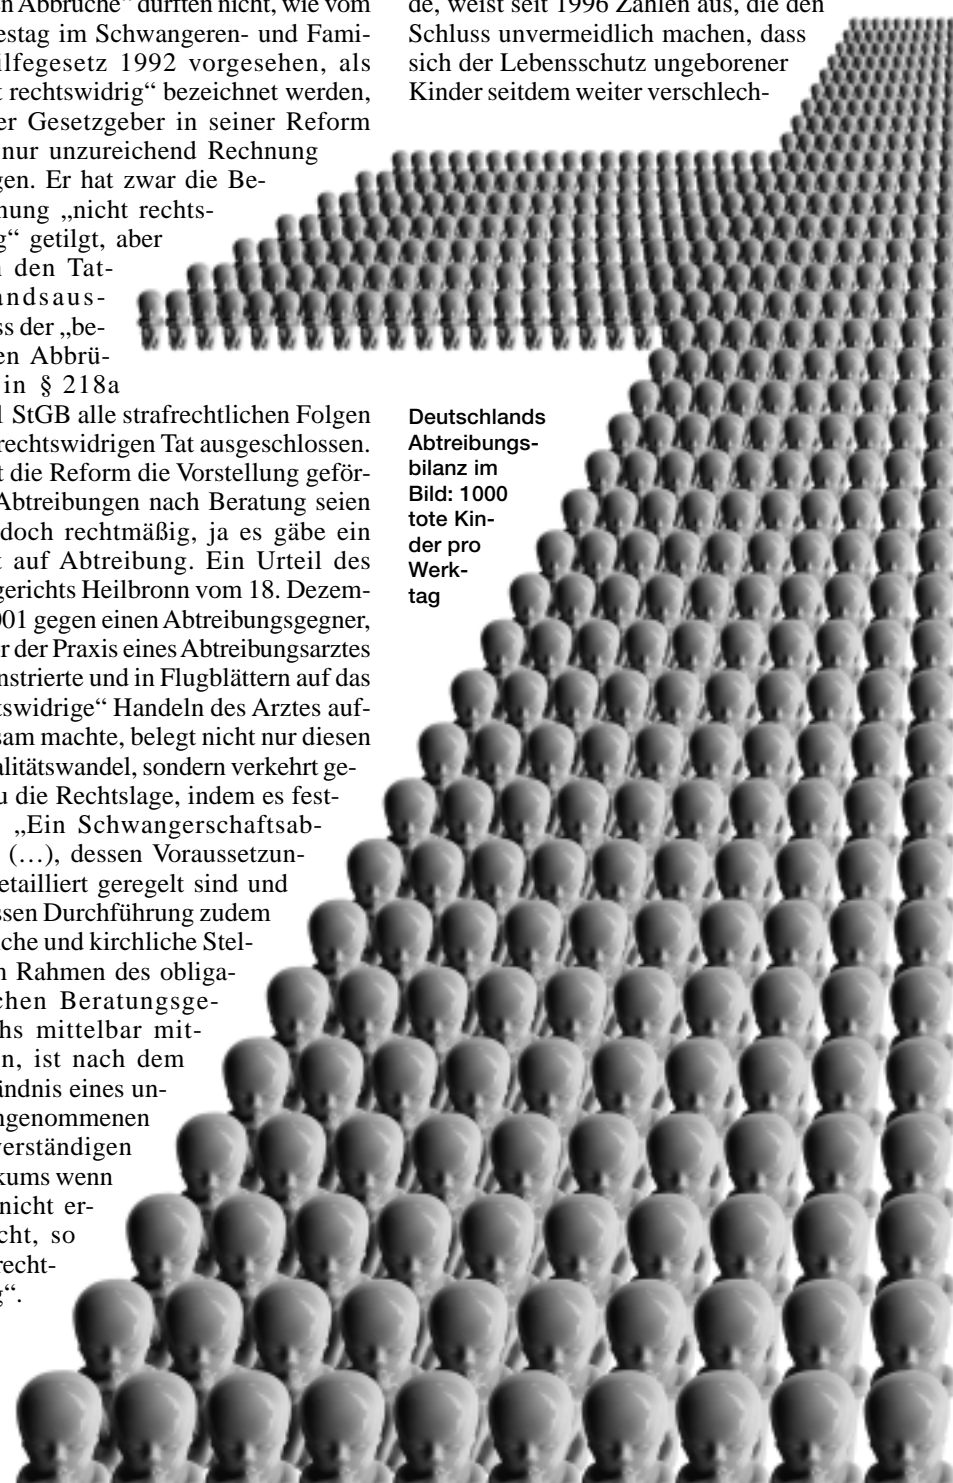 en Abbrüche“ dürften nicht, wie vom
estag im Schwangeren- und Fami-
ilfegesetz 1992 vorgesehen, als
t rechtswidrig“ bezeichnet werden,
er Gesetzgeber in seiner Reform
nur unzureichend Rechnung
gen. Er hat zwar die Be-
nung „nicht rechts-
g“ getilgt, aber
den Tat-
andsaus-
ss der „be-
en Abbrü-
in § 218a
StGB alle strafrechtlichen Folgen
rechtswidrigen Tat ausgeschlossen.
t die Reform die Vorstellung geför-
Abtreibungen nach Beratung seien
doch rechtmäßig, ja es gäbe ein
t auf Abtreibung. Ein Urteil des
gerichts Heilbronn vom 18. Dezem-
001 gegen einen Abtreibungsgegner,
r der Praxis eines Abtreibungsarztes
nstrierte und in Flugblättern auf das
tswidrige“ Handeln des Arztes auf-
sam machte, belegt nicht nur diesen
alitätswandel, sondern verkehrt ge-
u die Rechtslage, indem es fest-
„Ein Schwangerschaftsab-
(…), dessen Voraussetzun-
etailliert geregelt sind und
ssen Durchführung zudem
iche und kirchliche Stel-
n Rahmen des obliga-
chen Beratungsge-
hs mittelbar mit-
n, ist nach dem
ändnis eines un-
ngenommenen
verständigen
kums wenn
nicht er-
cht, so
recht-
g“.
de, weist seit 1996 Zahlen aus, die den
Schluss unvermeidlich machen, dass
sich der Lebensschutz ungeborener
Kinder seitdem weiter verschlech-
Deutschlands
Abtreibungs-
bilanz im
Bild: 1000
tote Kin-
der pro
Werk-
tag